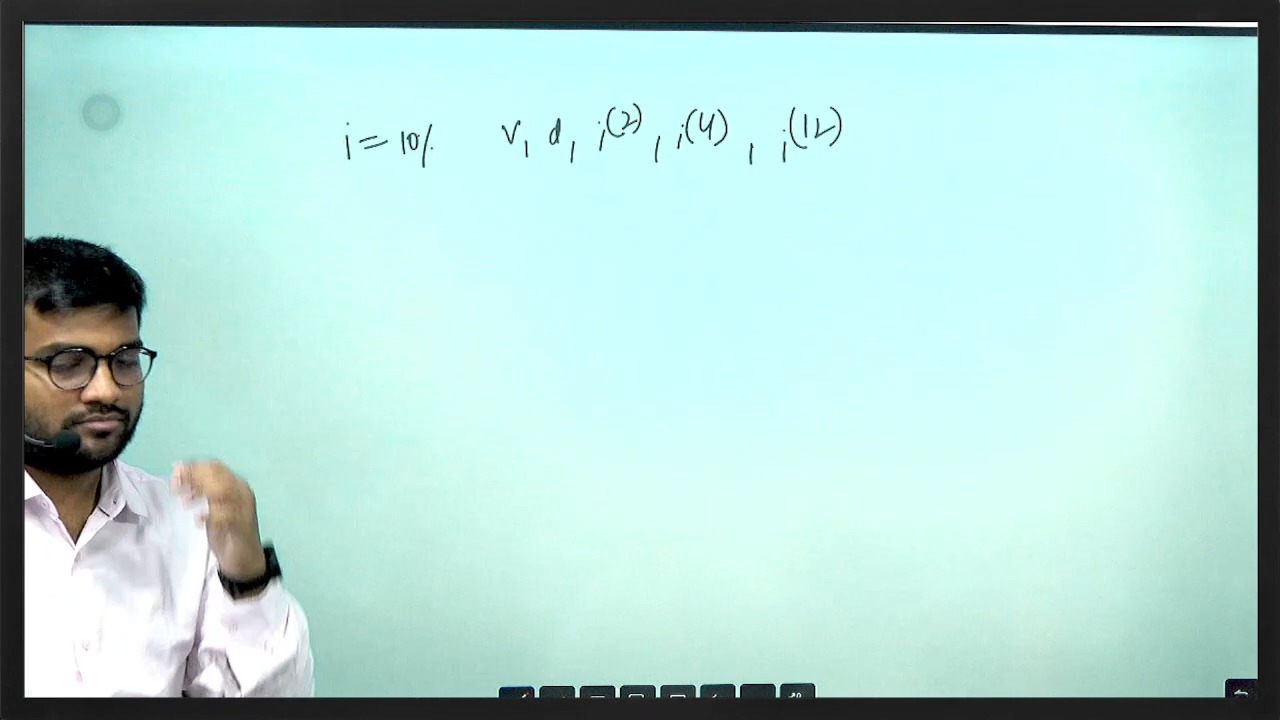 i = 10% v, d, i^(2), i^(4), i^(12)